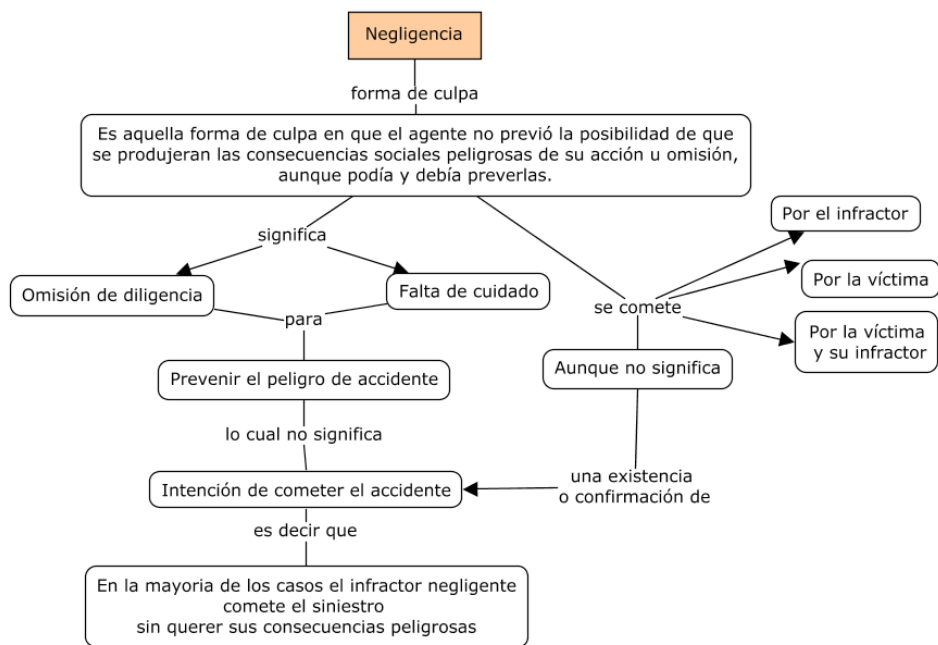 Negligencia
forma de culpa
Es aquella forma de culpa en que el agente no previó la posibilidad de que
se produjeran las consecuencias sociales peligrosas de su acción u omisión,
aunque podía y debía preverlas.
significa
Omisión de diligencia
Falta de cuidado
para
Prevenir el peligro de accidente
lo cual no significa
Intención de cometer el accidente
es decir que
En la mayoria de los casos el infractor negligente
comete el siniestro
sin querer sus consecuencias peligrosas
se comete
Por el infractor
Por la víctima
Por la víctima
y su infractor
Aunque no significa
una existencia
o confirmación de